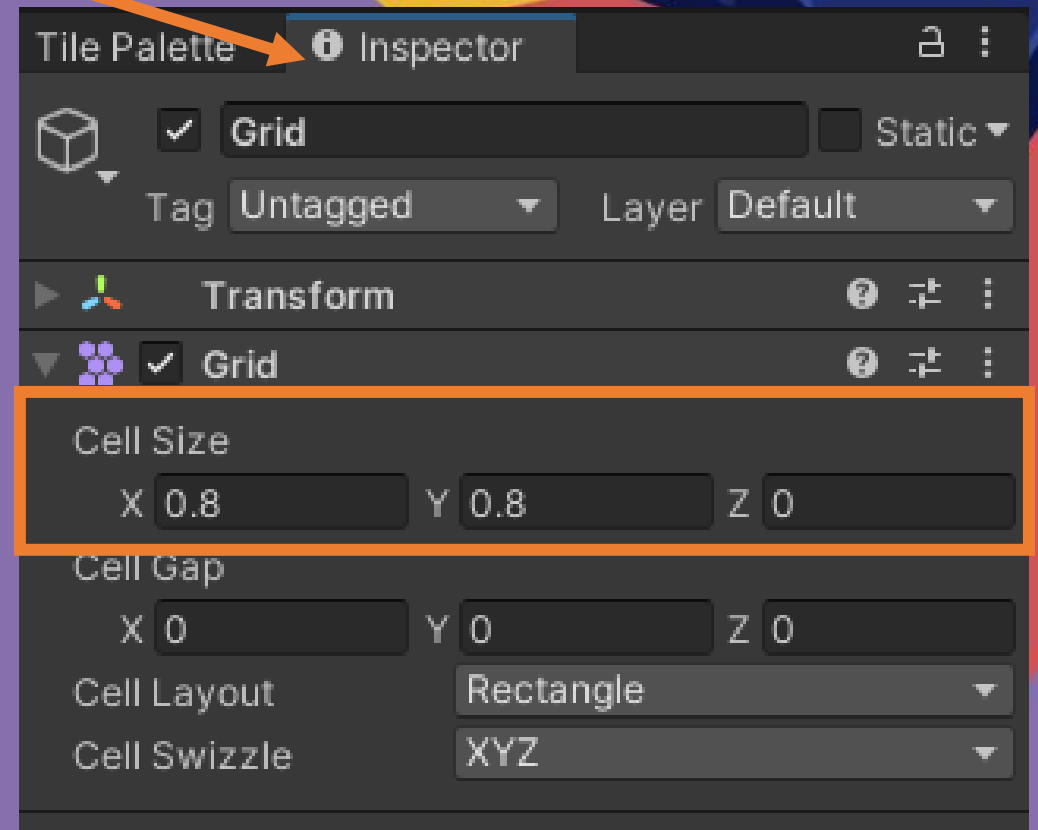 Tile Palette Inspector
Grid Static
Tag Untagged Layer Default
Transform
Grid
Cell Size
X 0.8 Y 0.8 Z 0
Cell Gap
X 0 Y 0 Z 0
Cell Layout Rectangle
Cell Swizzle XYZ